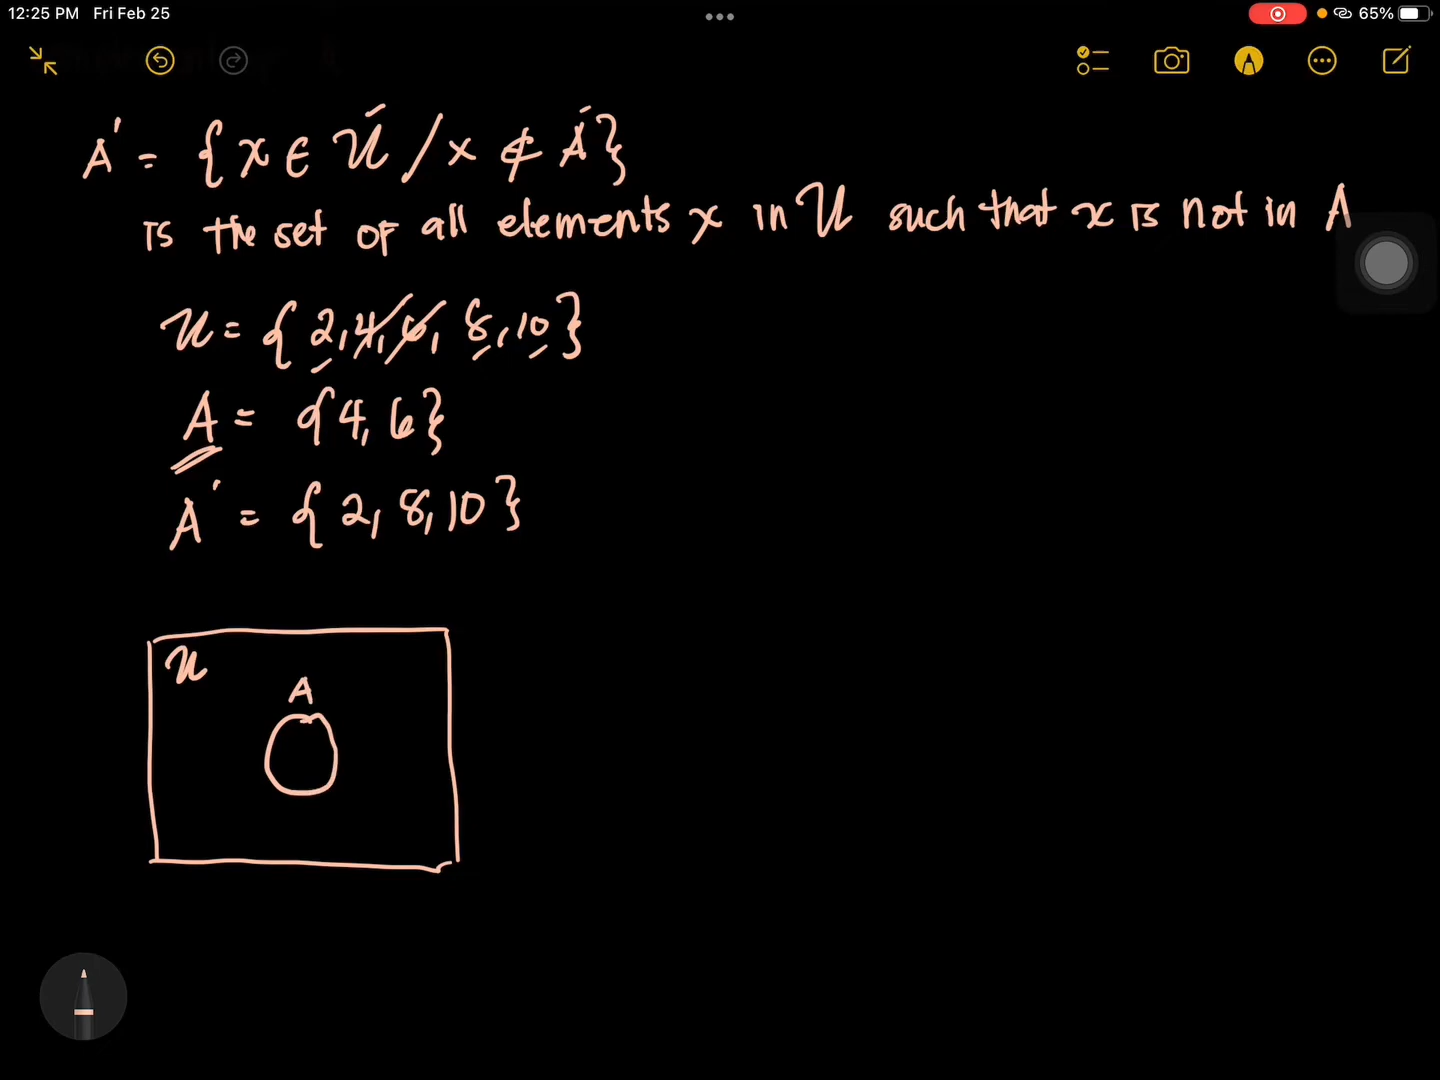 12:25 PM Fri Feb 25
65%
A' = {x ∈ U / x ∉ A}
is the set of all elements x in U such that x is not in A
U = {2, 4, 6, 8, 10}
A = {4, 6}
A' = {2, 8, 10}
U
A